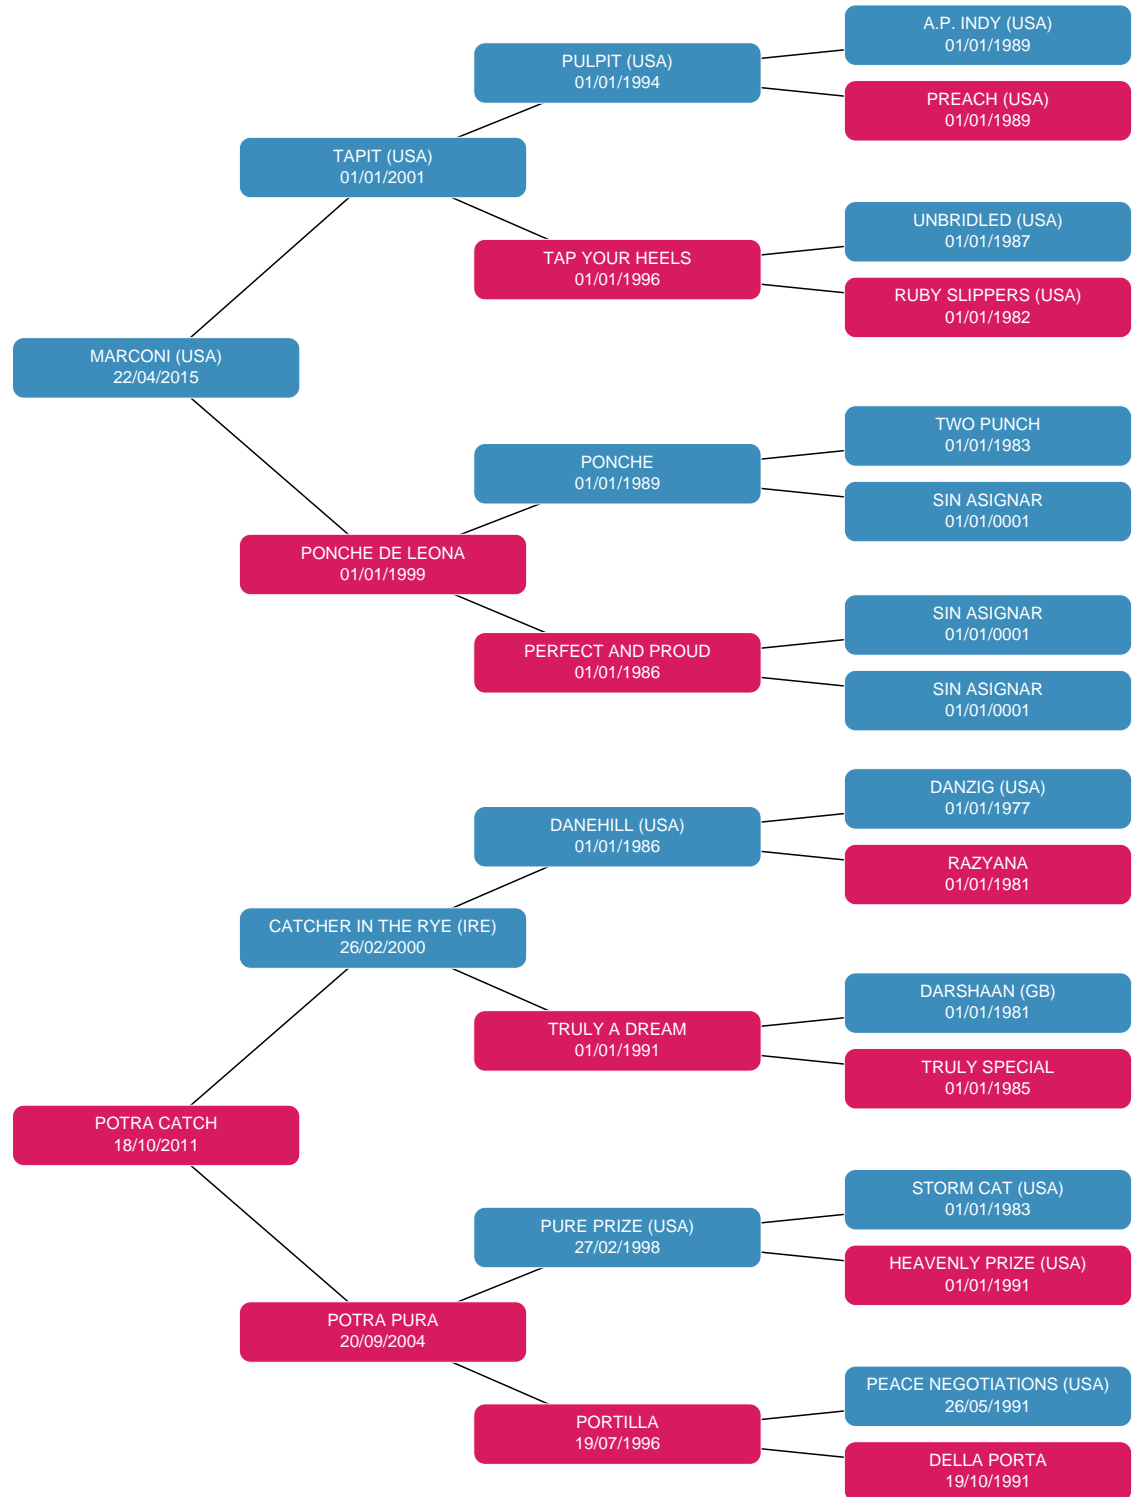 A.P. INDY (USA)
01/01/1989
PULPIT (USA)
01/01/1994
PREACH (USA)
01/01/1989
TAPIT (USA)
01/01/2001
UNBRIDLED (USA)
01/01/1987
TAP YOUR HEELS
01/01/1996
RUBY SLIPPERS (USA)
01/01/1982
MARCONI (USA)
22/04/2015
TWO PUNCH
01/01/1983
PONCHE
01/01/1989
SIN ASIGNAR
01/01/0001
PONCHE DE LEONA
01/01/1999
SIN ASIGNAR
01/01/0001
PERFECT AND PROUD
01/01/1986
SIN ASIGNAR
01/01/0001
DANZIG (USA)
01/01/1977
DANEHILL (USA)
01/01/1986
RAZYANA
01/01/1981
CATCHER IN THE RYE (IRE)
26/02/2000
DARSHAAN (GB)
01/01/1981
TRULY A DREAM
01/01/1991
TRULY SPECIAL
01/01/1985
POTRA CATCH
18/10/2011
STORM CAT (USA)
01/01/1983
PURE PRIZE (USA)
27/02/1998
HEAVENLY PRIZE (USA)
01/01/1991
POTRA PURA
20/09/2004
PEACE NEGOTIATIONS (USA)
26/05/1991
PORTILLA
19/07/1996
DELLA PORTA
19/10/1991